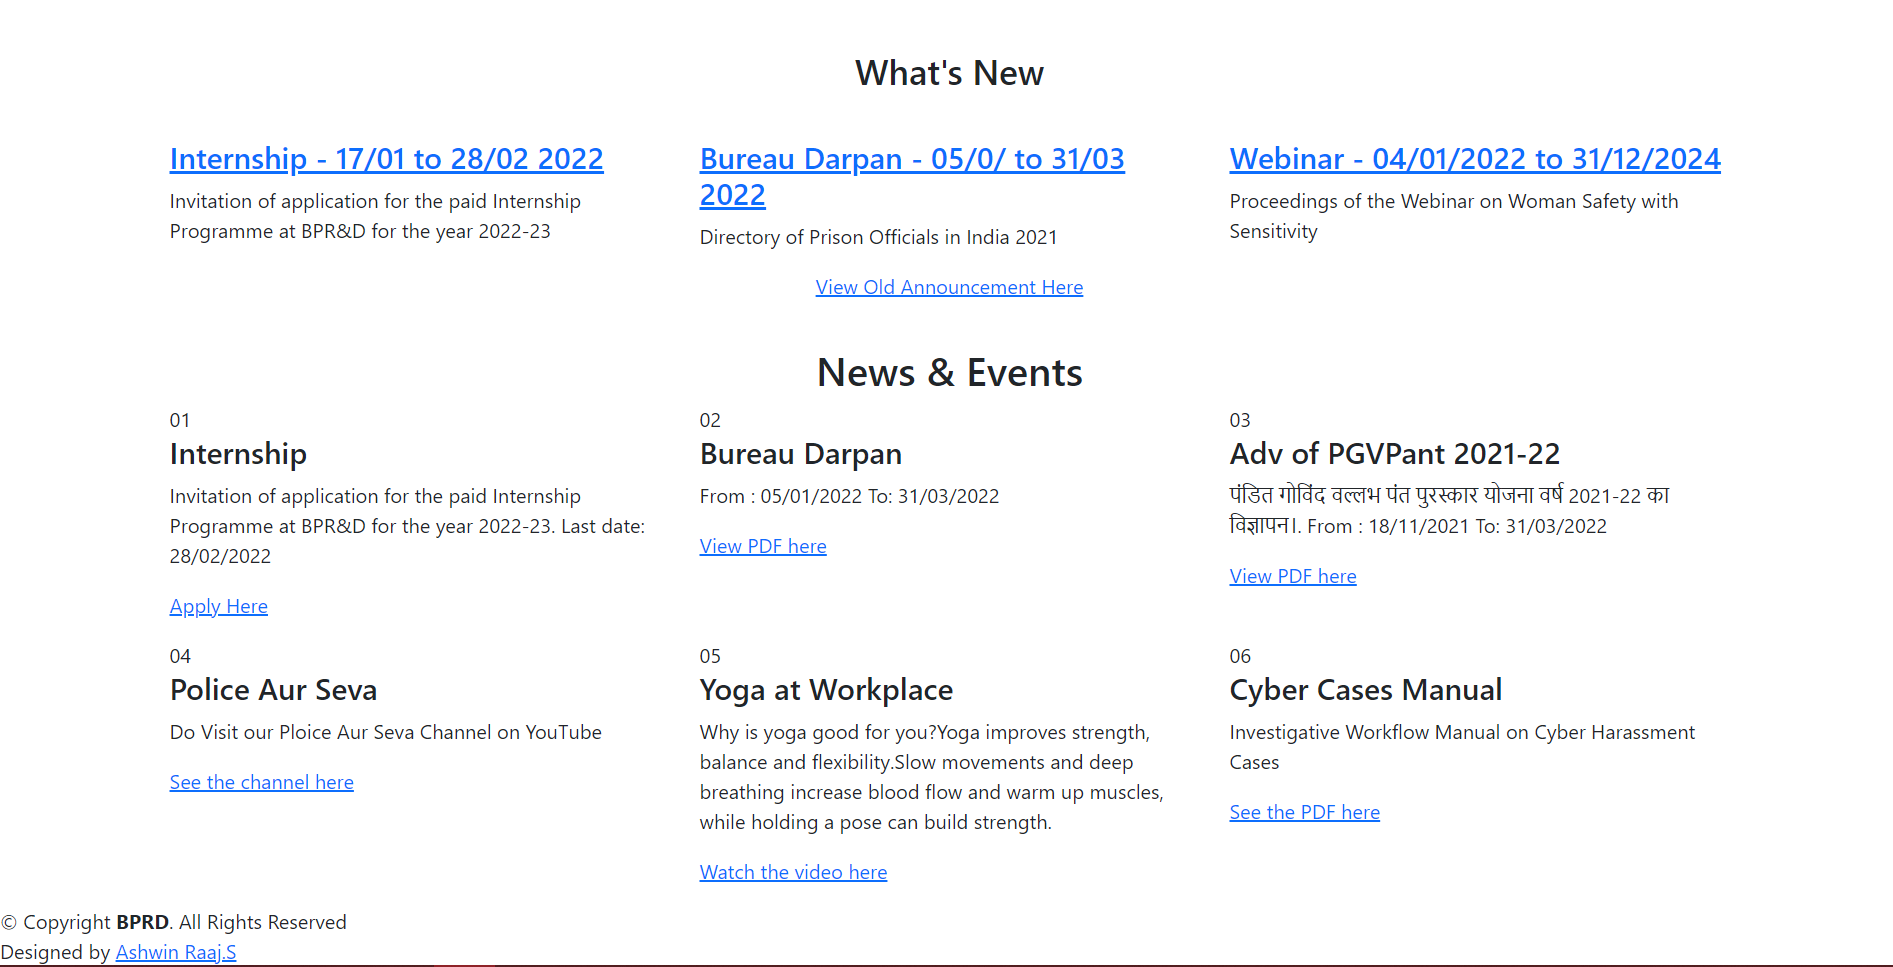 What's New
Internship - 17/01 to 28/02 2022
Invitation of application for the paid Internship
Programme at BPR&D for the year 2022-23
Bureau Darpan - 05/0/ to 31/03
2022
Directory of Prison Officials in India 2021
Webinar - 04/01/2022 to 31/12/2024
Proceedings of the Webinar on Woman Safety with
Sensitivity
View Old Announcement Here
News & Events
01
Internship
Invitation of application for the paid Internship
Programme at BPR&D for the year 2022-23. Last date:
28/02/2022
Apply Here
02
Bureau Darpan
From : 05/01/2022 To: 31/03/2022
View PDF here
03
Adv of PGVPant 2021-22
पंडित गोविंद वल्लभ पंत पुरस्कार योजना वर्ष 2021-22 का
विज्ञापन।. From : 18/11/2021 To: 31/03/2022
View PDF here
04
Police Aur Seva
Do Visit our Ploice Aur Seva Channel on YouTube
See the channel here
05
Yoga at Workplace
Why is yoga good for you?Yoga improves strength,
balance and flexibility.Slow movements and deep
breathing increase blood flow and warm up muscles,
while holding a pose can build strength.
Watch the video here
06
Cyber Cases Manual
Investigative Workflow Manual on Cyber Harassment
Cases
See the PDF here
© Copyright BPRD. All Rights Reserved
Designed by Ashwin Raaj.S